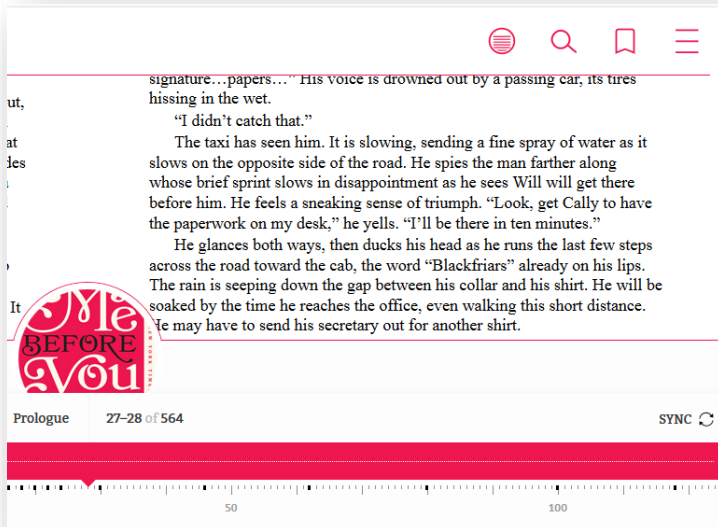 signature…papers…” His voice is drowned out by a passing car, its tires
hissing in the wet.
“I didn’t catch that.”
The taxi has seen him. It is slowing, sending a fine spray of water as it
slows on the opposite side of the road. He spies the man farther along
whose brief sprint slows in disappointment as he sees Will will get there
before him. He feels a sneaking sense of triumph. “Look, get Cally to have
the paperwork on my desk,” he yells. “I’ll be there in ten minutes.”
He glances both ways, then ducks his head as he runs the last few steps
across the road toward the cab, the word “Blackfriars” already on his lips.
The rain is seeping down the gap between his collar and his shirt. He will be
soaked by the time he reaches the office, even walking this short distance.
He may have to send his secretary out for another shirt.
ut,
at
des
It
Me
BEFORE
You
Prologue
27–28 of 564
SYNC
50
100